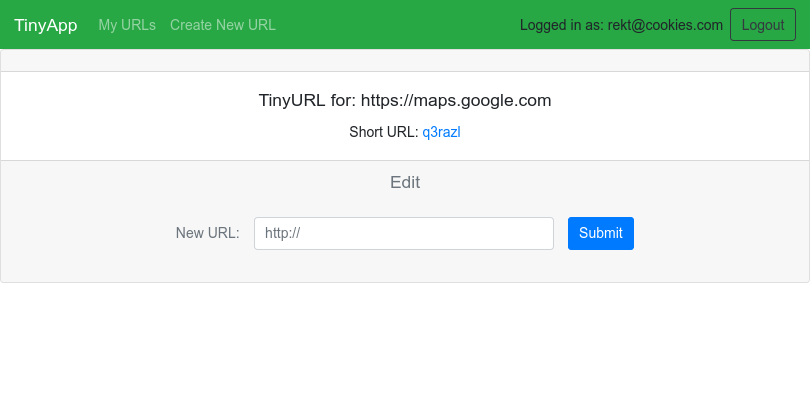 TinyApp My URLs Create New URL Logged in as: rekt@cookies.com Logout
TinyURL for: https://maps.google.com
Short URL: q3razl
Edit
New URL: http:// Submit